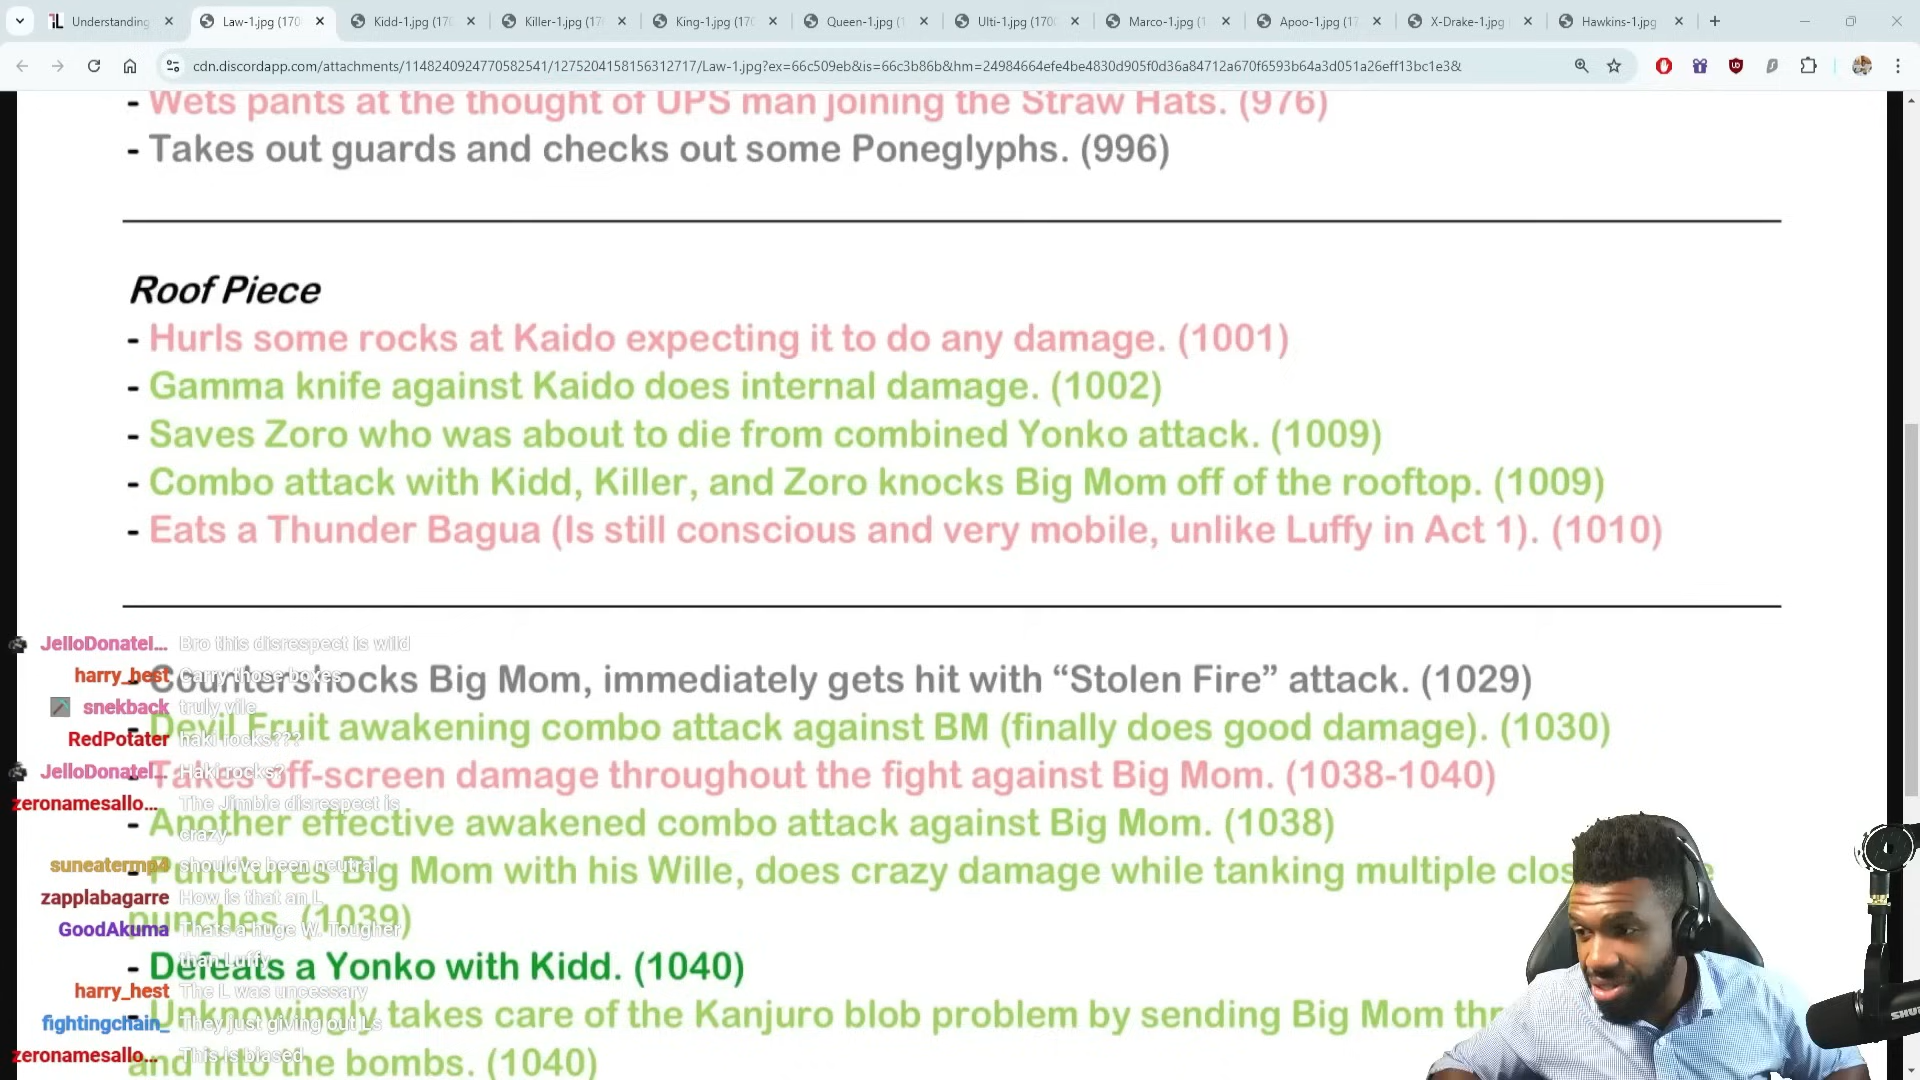 Understanding
Law-1.jpg (170
Kidd-1.jpg (170
Killer-1.jpg (17
King-1.jpg (170
Queen-1.jpg (1
Ulti-1.jpg (170
Marco-1.jpg (1
Apoo-1.jpg (17
X-Drake-1.jpg
Hawkins-1.jpg
cdn.discordapp.com/attachments/1148240924770582541/1275204158156312717/Law-1.jpg?ex=66c509eb&is=66c3b86b&hm=24984664efe4be4830d905f0d36a84712a670f6593b64a3d051a26eff13bc1e3&
- Wets pants at the thought of UPS man joining the Straw Hats. (976)
- Takes out guards and checks out some Poneglyphs. (996)
Roof Piece
- Hurls some rocks at Kaido expecting it to do any damage. (1001)
- Gamma knife against Kaido does internal damage. (1002)
- Saves Zoro who was about to die from combined Yonko attack. (1009)
- Combo attack with Kidd, Killer, and Zoro knocks Big Mom off of the rooftop. (1009)
- Eats a Thunder Bagua (Is still conscious and very mobile, unlike Luffy in Act 1). (1010)
JelloDonatel... Bro this disrespect is wild
harry_best Carry those boxes
- Countershocks Big Mom, immediately gets hit with “Stolen Fire” attack. (1029)
snekback truly vile
- Devil Fruit awakening combo attack against BM (finally does good damage). (1030)
RedPotater haki rocks???
JelloDonatel... Haki rocks?
- Takes off-screen damage throughout the fight against Big Mom. (1038-1040)
zeronamesallo... The Jimbie disrespect is
crazy
- Another effective awakened combo attack against Big Mom. (1038)
suneatermp4 shouldve been neutral
- Punctures Big Mom with his Wille, does crazy damage while tanking multiple clos
zapplabagarre How is that an L
punches. (1039)
GoodAkuma Thats a huge W. Tougher
than Luffy
- Defeats a Yonko with Kidd. (1040)
harry_hest The L was uncessary
- Unknowingly takes care of the Kanjuro blob problem by sending Big Mom thr
fightingchain_ They just giving out Ls
zeronamesallo... This is biased
and into the bombs. (1040)
SHU